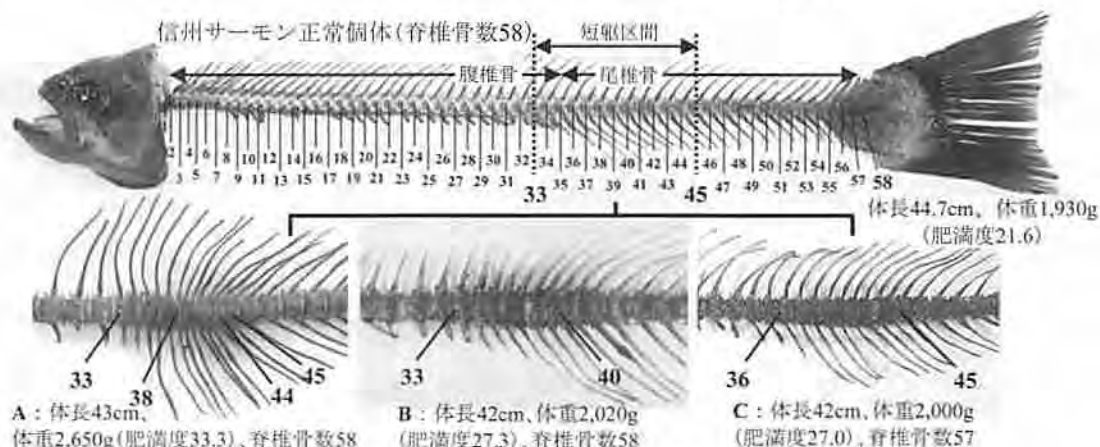 信州サーモン正常個体(脊椎骨数58)
短躯区間
腹椎骨
尾椎骨
2 4 6 8 10 12 14 16 18 20 22 24 26 28 30 32 34 36 38 40 42 44 46 48 50 52 54 56
3 5 7 9 11 13 15 17 19 21 23 25 27 29 31 33 35 37 39 41 43 45 47 49 51 53 55 57 58
体長44.7cm、体重1,930g
(肥満度21.6)
33 38 44 45
33 40
36 45
A：体長43cm、
体重2,650g(肥満度33.3)、脊椎骨数58
B：体長42cm、体重2,020g
(肥満度27.3)、脊椎骨数58
C：体長42cm、体重2,000g
(肥満度27.0)、脊椎骨数57